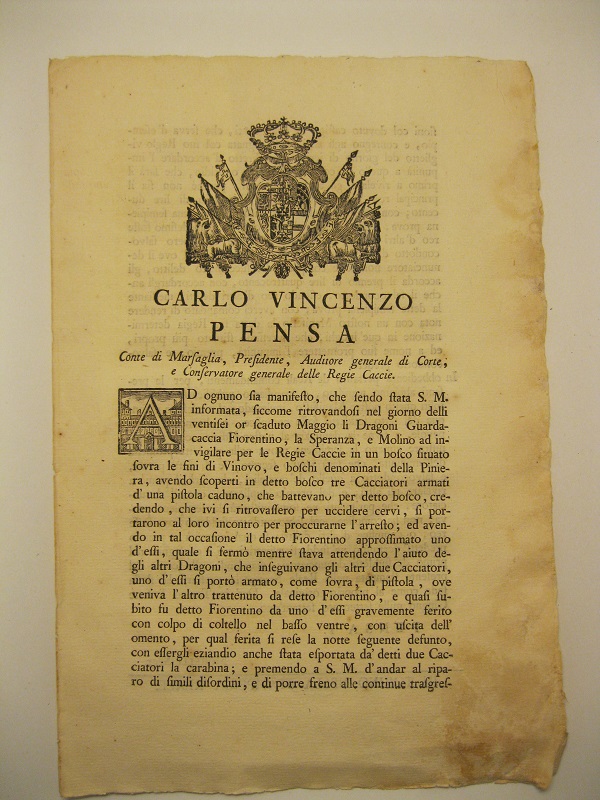 CARLO VINCENZO
PENSA
Conte di Marſaglia, Preſidente, Auditore generale di Corte,
e Conſervatore generale delle Regie Caccie.
AD ognuno ſia manifeſto, che ſendo ſtata S. M.
informata, ſiccome ritrovandoſi nel giorno delli
ventiſei or ſcaduto Maggio li Dragoni Guarda-
caccia Fiorentino, la Speranza, e Molino ad in-
vigilare per le Regie Caccie in un boſco ſituato
ſovra le fini di Vinovo, e boſchi denominati della Pinie-
ra, avendo ſcoperti in detto boſco tre Cacciatori armati
d'una piſtola caduno, che battevano per detto boſco, cre-
dendo, che ivi ſi ritrovaſſero per uccidere cervi, ſi por-
tarono al loro incontro per proccurarne l'arreſto; ed aven-
do in tal occaſione il detto Fiorentino approſſimato uno
d'eſſi, quale ſi fermò mentre ſtava attendendo l'aiuto de-
gli altri Dragoni, che inſeguivano gli altri due Cacciatori,
uno d'eſſi ſi portò armato, come ſovra, di piſtola, ove
veniva l'altro trattenuto da detto Fiorentino, e quaſi ſu-
bito fu detto Fiorentino da uno d'eſſi gravemente ferito
con colpo di coltello nel baſſo ventre, con uſcita dell'
omento, per qual ferita ſi reſe la notte ſeguente defunto,
con eſſergli eziandio anche ſtata eſportata da' detti due Cac-
ciatori la carabina; e premendo a S. M. d'andar al ripa-
ro di ſimili diſordini, e di porre freno alle continue traſgreſ-